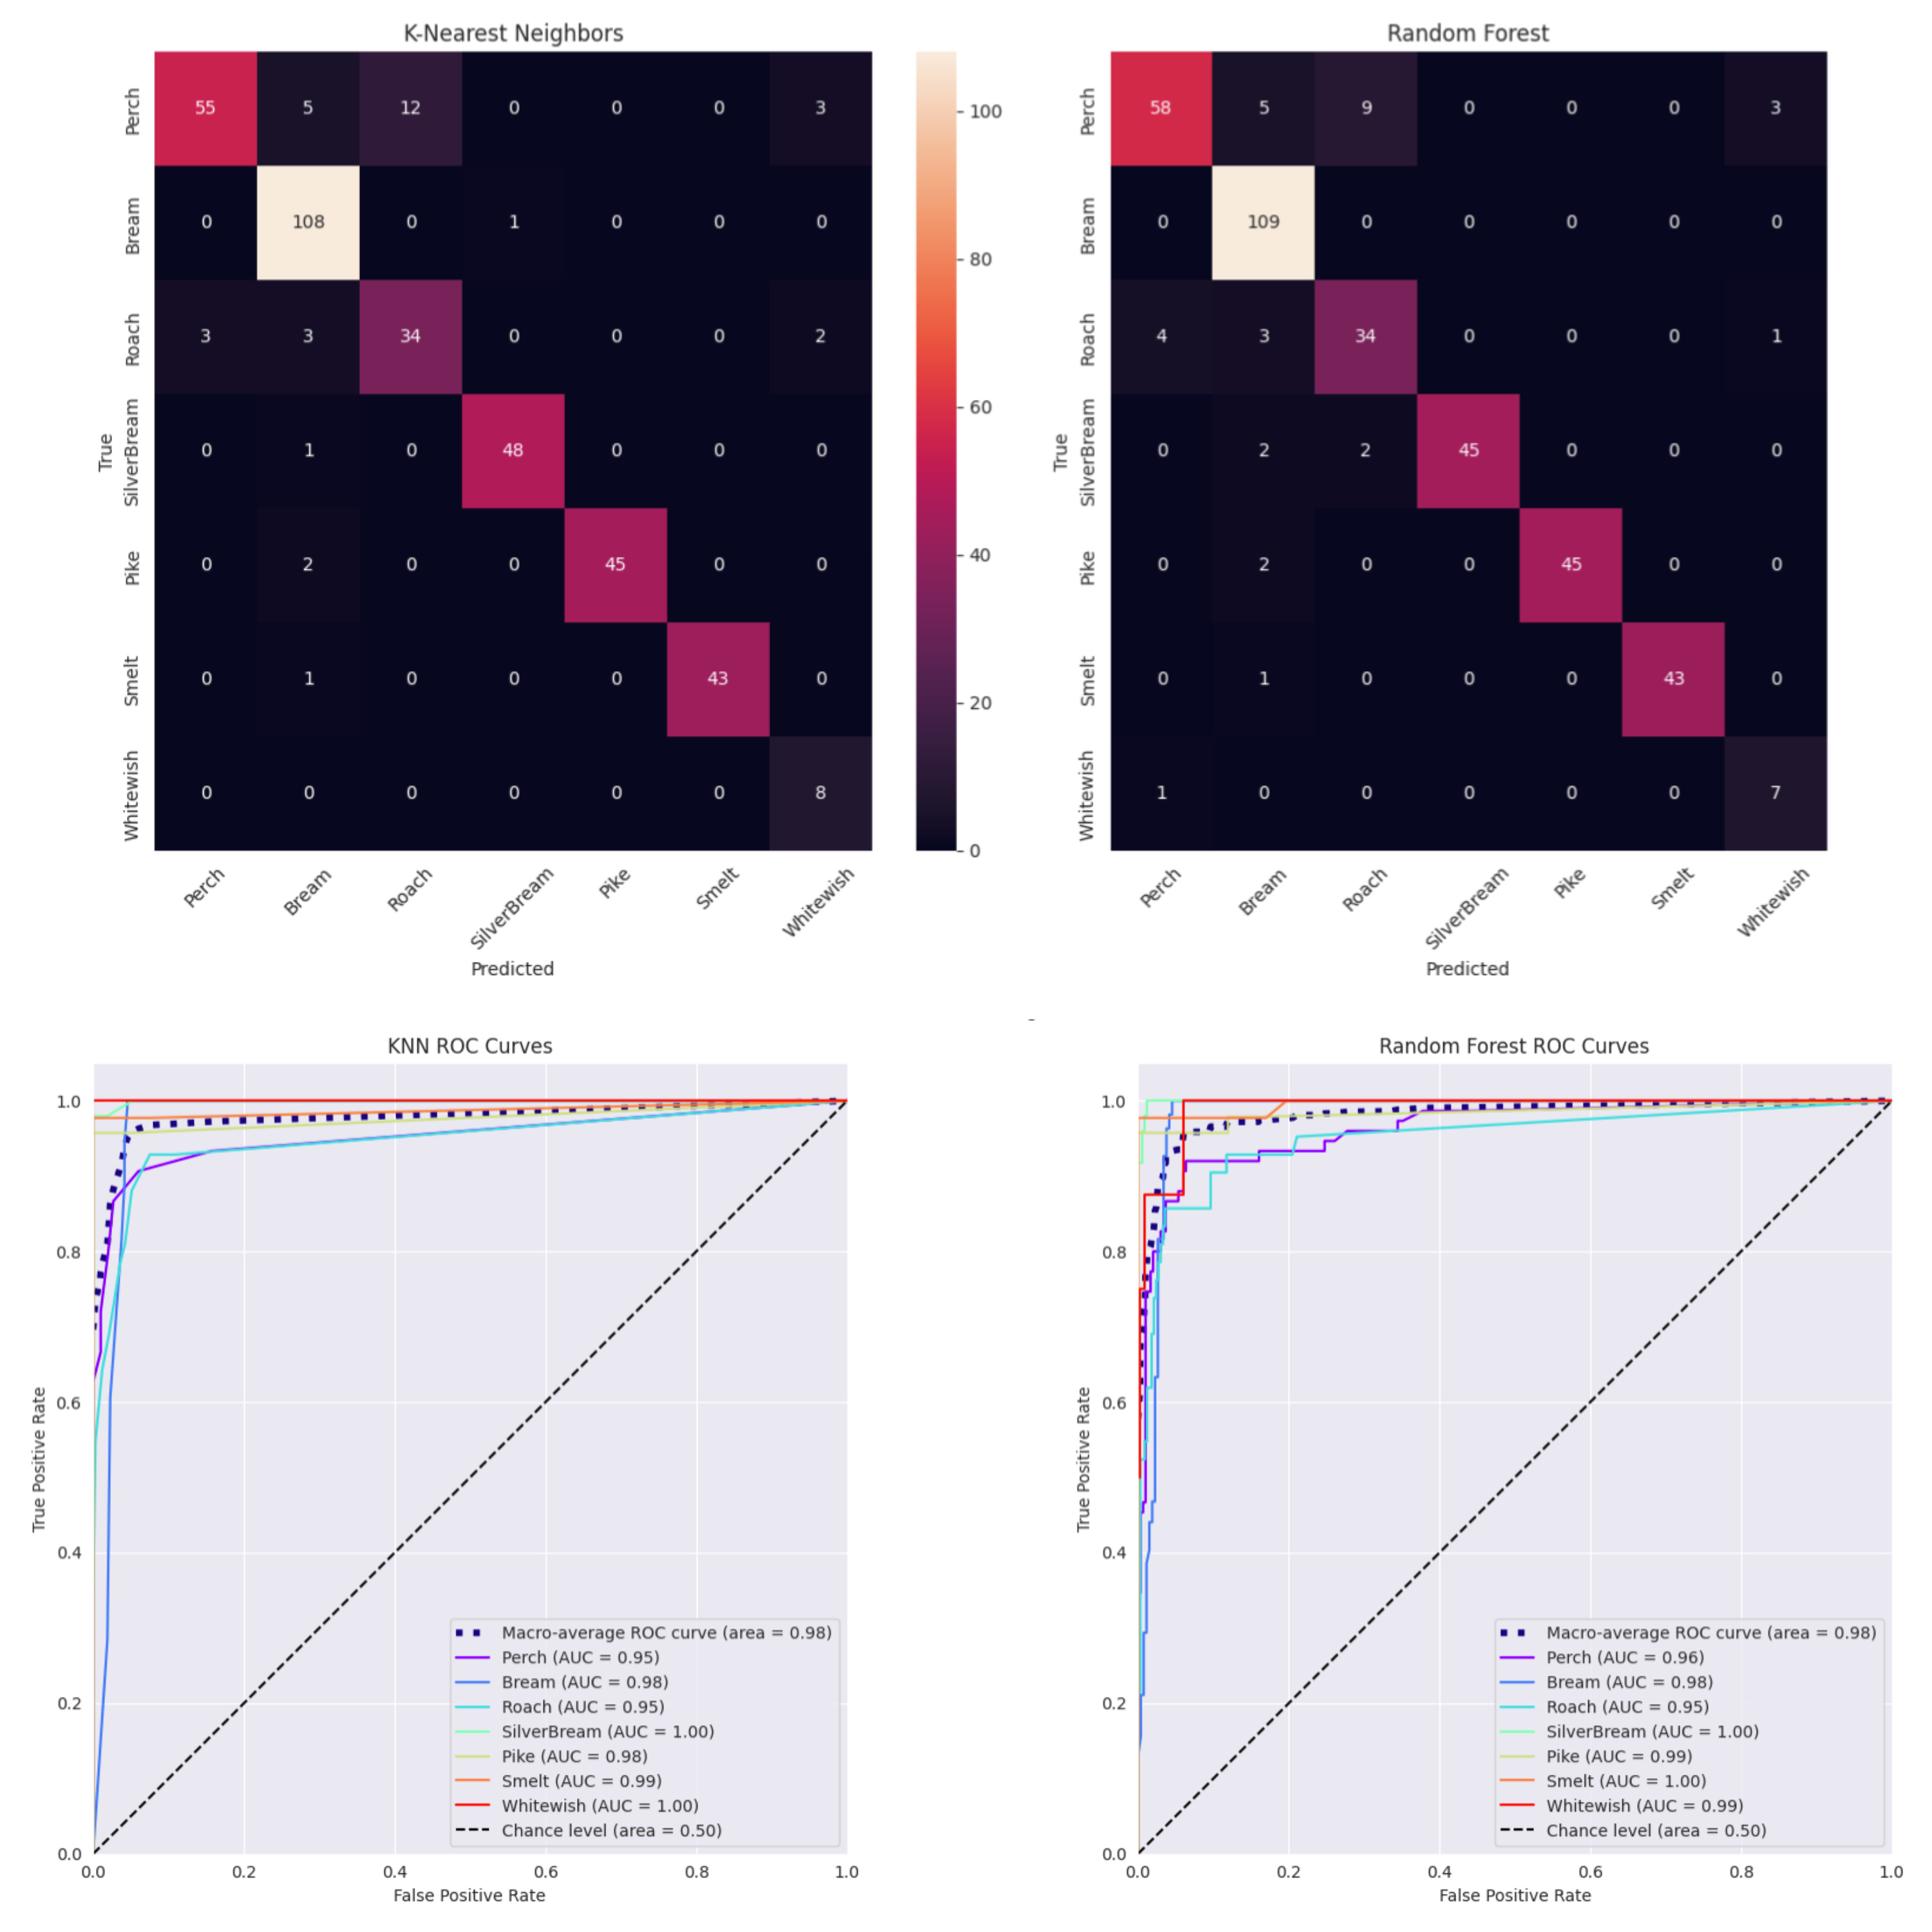 K-Nearest Neighbors
Perch 55 5 12 0 0 0 3
Bream 0 108 0 1 0 0 0
Roach 3 3 34 0 0 0 2
SilverBream 0 1 0 48 0 0 0
Pike 0 2 0 0 45 0 0
Smelt 0 1 0 0 0 43 0
Whitewish 0 0 0 0 0 0 8
True
Perch Bream Roach SilverBream Pike Smelt Whitewish
Predicted
100
80
60
40
20
0
Random Forest
Perch 58 5 9 0 0 0 3
Bream 0 109 0 0 0 0 0
Roach 4 3 34 0 0 0 1
SilverBream 0 2 2 45 0 0 0
Pike 0 2 0 0 45 0 0
Smelt 0 1 0 0 0 43 0
Whitewish 1 0 0 0 0 0 7
True
Perch Bream Roach SilverBream Pike Smelt Whitewish
Predicted
-
KNN ROC Curves
1.0
0.8
0.6
0.4
0.2
0.0
True Positive Rate
Macro-average ROC curve (area = 0.98)
Perch (AUC = 0.95)
Bream (AUC = 0.98)
Roach (AUC = 0.95)
SilverBream (AUC = 1.00)
Pike (AUC = 0.98)
Smelt (AUC = 0.99)
Whitewish (AUC = 1.00)
Chance level (area = 0.50)
0.0 0.2 0.4 0.6 0.8 1.0
False Positive Rate
Random Forest ROC Curves
1.0
0.8
0.6
0.4
0.2
0.0
True Positive Rate
Macro-average ROC curve (area = 0.98)
Perch (AUC = 0.96)
Bream (AUC = 0.98)
Roach (AUC = 0.95)
SilverBream (AUC = 1.00)
Pike (AUC = 0.99)
Smelt (AUC = 1.00)
Whitewish (AUC = 0.99)
Chance level (area = 0.50)
0.0 0.2 0.4 0.6 0.8 1.0
False Positive Rate